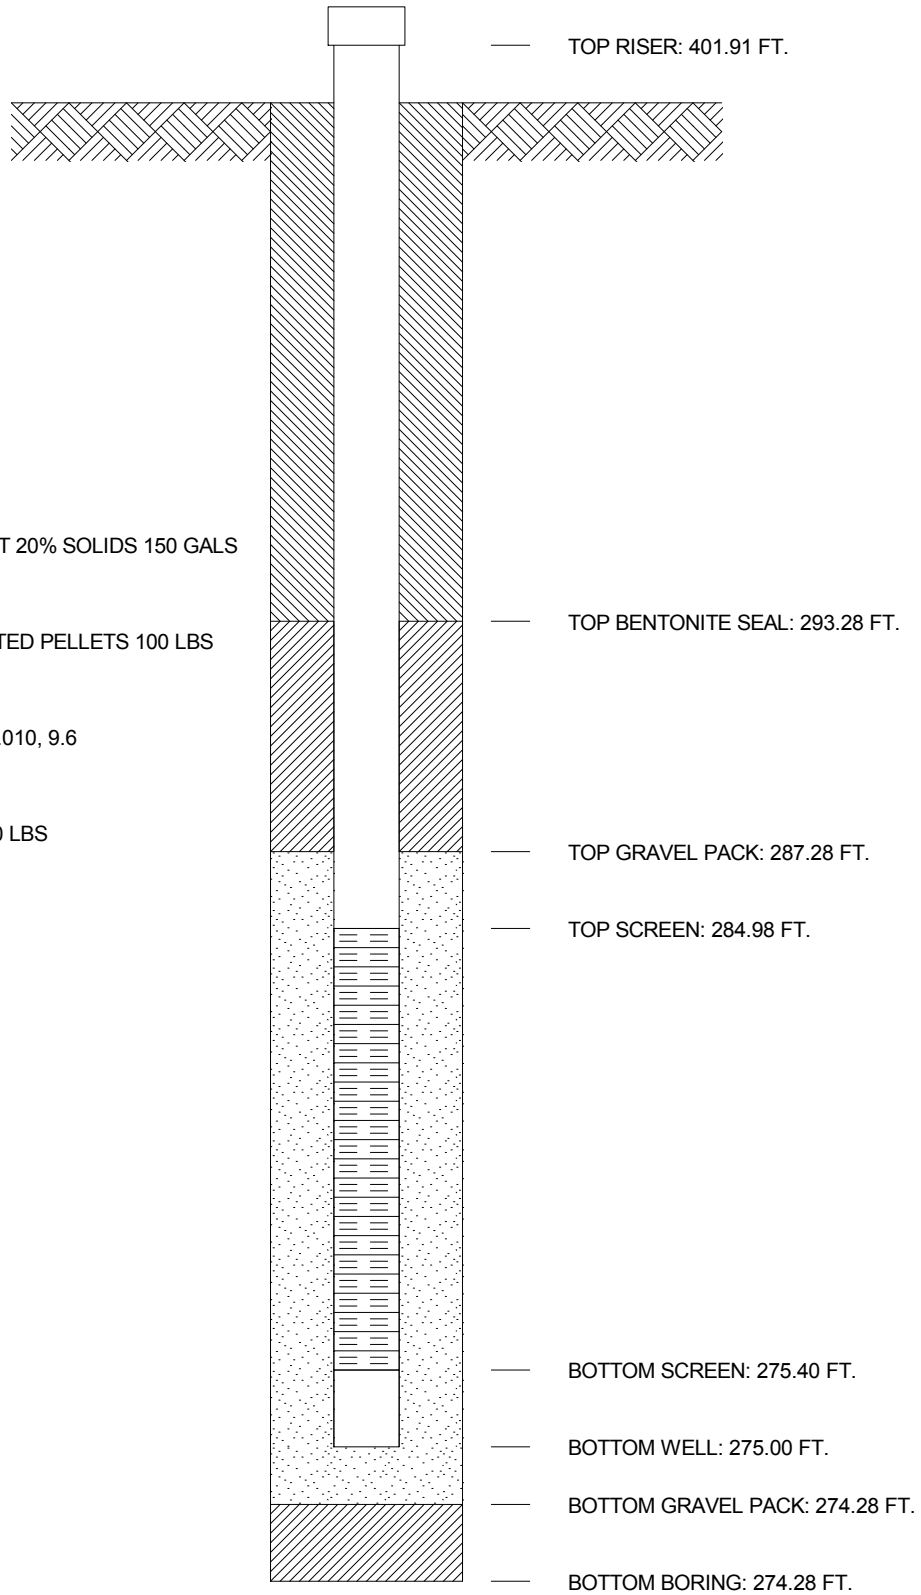 TOP RISER: 401.91 FT.
T 20% SOLIDS 150 GALS
TOP BENTONITE SEAL: 293.28 FT.
TED PELLETS 100 LBS
010, 9.6
LBS
TOP GRAVEL PACK: 287.28 FT.
TOP SCREEN: 284.98 FT.
BOTTOM SCREEN: 275.40 FT.
BOTTOM WELL: 275.00 FT.
BOTTOM GRAVEL PACK: 274.28 FT.
BOTTOM BORING: 274.28 FT.